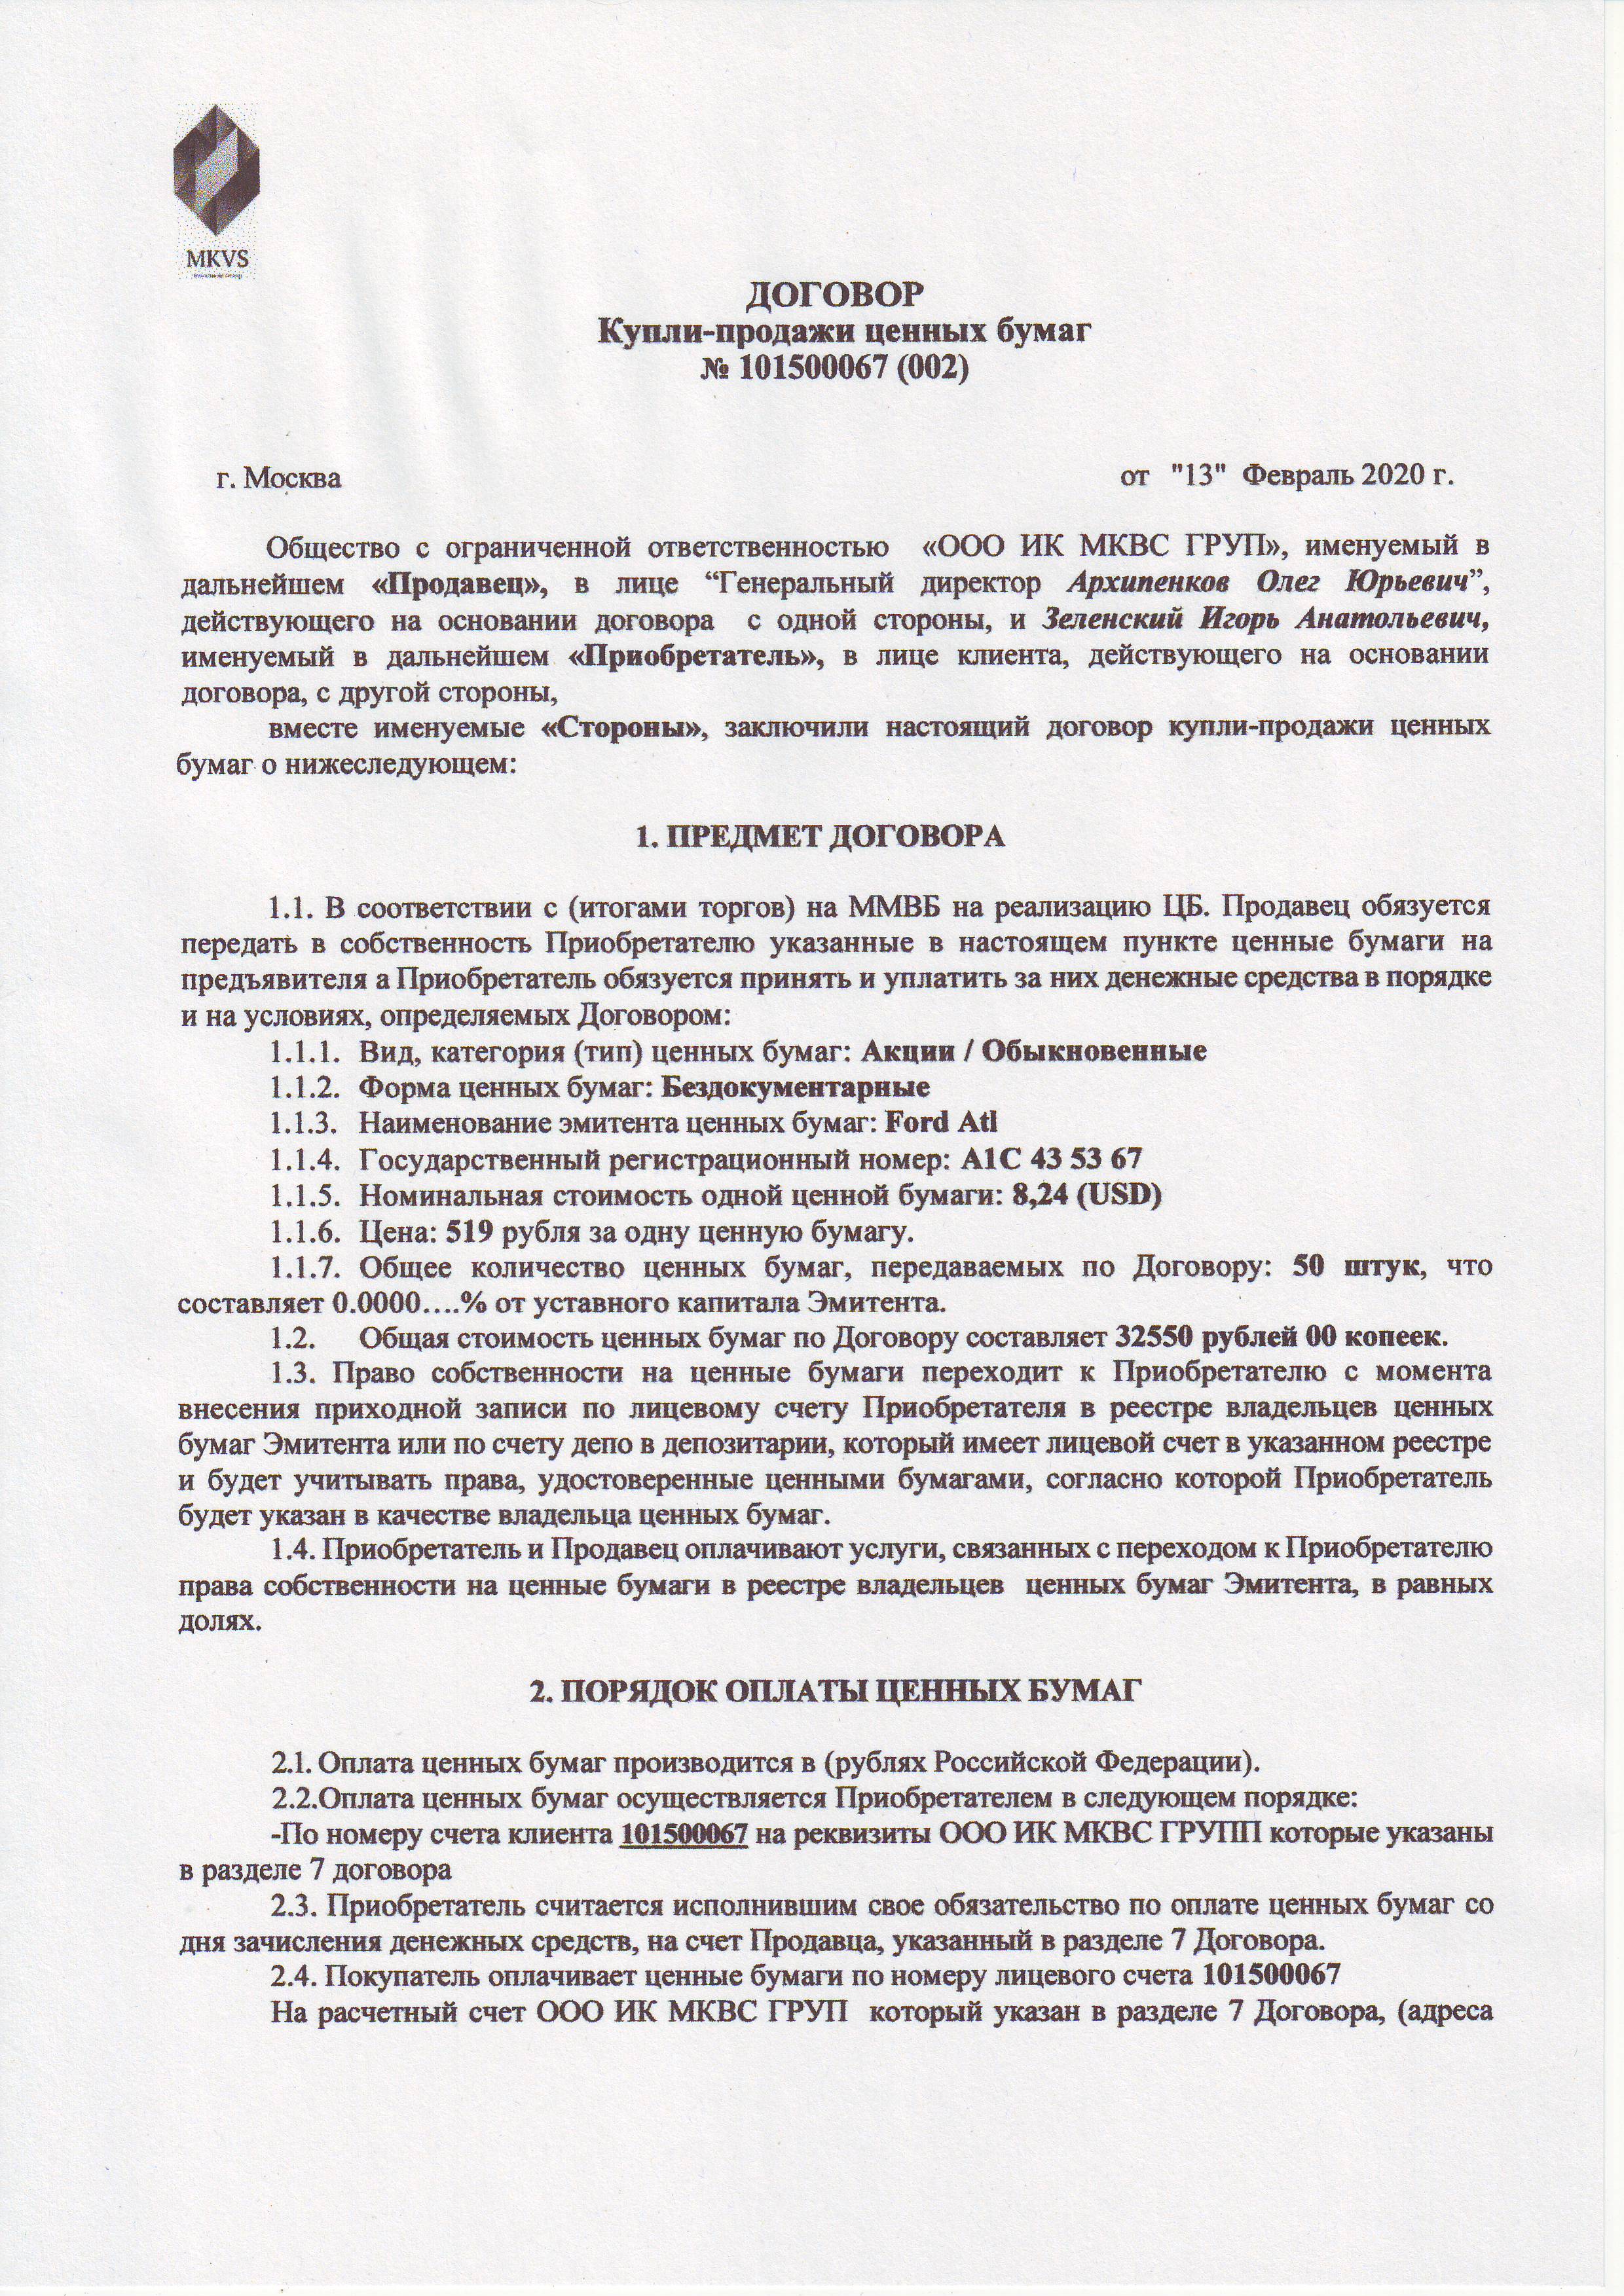 MKVS
ДОГОВОР
Купли-продажи ценных бумаг
№ 101500067 (002)
г. Москва
от "13" Февраль 2020 г.
Общество с ограниченной ответственностью «ООО ИК МКВС ГРУП», именуемый в
дальнейшем «Продавец», в лице “Генеральный директор Архипенков Олег Юрьевич”,
действующего на основании договора с одной стороны, и Зеленский Игорь Анатольевич,
именуемый в дальнейшем «Приобретатель», в лице клиента, действующего на основании
договора, с другой стороны,
вместе именуемые «Стороны», заключили настоящий договор купли-продажи ценных
бумаг о нижеследующем:
1. ПРЕДМЕТ ДОГОВОРА
1.1. В соответствии с (итогами торгов) на ММВБ на реализацию ЦБ. Продавец обязуется
передать в собственность Приобретателю указанные в настоящем пункте ценные бумаги на
предъявителя а Приобретатель обязуется принять и уплатить за них денежные средства в порядке
и на условиях, определяемых Договором:
1.1.1. Вид, категория (тип) ценных бумаг: Акции / Обыкновенные
1.1.2. Форма ценных бумаг: Бездокументарные
1.1.3. Наименование эмитента ценных бумаг: Ford Atl
1.1.4. Государственный регистрационный номер: A1C 43 53 67
1.1.5. Номинальная стоимость одной ценной бумаги: 8,24 (USD)
1.1.6. Цена: 519 рубля за одну ценную бумагу.
1.1.7. Общее количество ценных бумаг, передаваемых по Договору: 50 штук, что
составляет 0.0000….% от уставного капитала Эмитента.
1.2. Общая стоимость ценных бумаг по Договору составляет 32550 рублей 00 копеек.
1.3. Право собственности на ценные бумаги переходит к Приобретателю с момента
внесения приходной записи по лицевому счету Приобретателя в реестре владельцев ценных
бумаг Эмитента или по счету депо в депозитарии, который имеет лицевой счет в указанном реестре
и будет учитывать права, удостоверенные ценными бумагами, согласно которой Приобретатель
будет указан в качестве владельца ценных бумаг.
1.4. Приобретатель и Продавец оплачивают услуги, связанных с переходом к Приобретателю
права собственности на ценные бумаги в реестре владельцев ценных бумаг Эмитента, в равных
долях.
2. ПОРЯДОК ОПЛАТЫ ЦЕННЫХ БУМАГ
2.1. Оплата ценных бумаг производится в (рублях Российской Федерации).
2.2.Оплата ценных бумаг осуществляется Приобретателем в следующем порядке:
-По номеру счета клиента 101500067 на реквизиты ООО ИК МКВС ГРУПП которые указаны
в разделе 7 договора
2.3. Приобретатель считается исполнившим свое обязательство по оплате ценных бумаг со
дня зачисления денежных средств, на счет Продавца, указанный в разделе 7 Договора.
2.4. Покупатель оплачивает ценные бумаги по номеру лицевого счета 101500067
На расчетный счет ООО ИК МКВС ГРУП который указан в разделе 7 Договора, (адреса